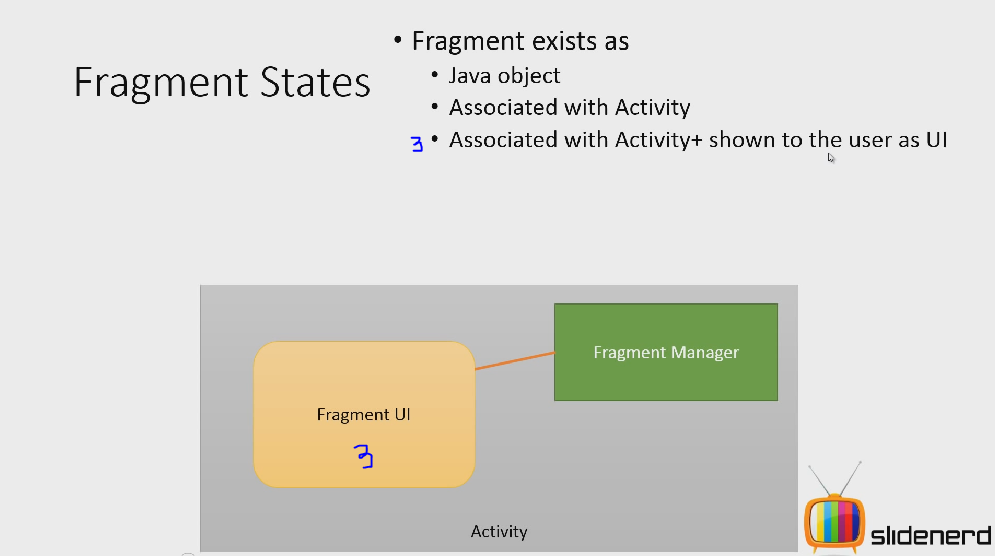 Fragment States
• Fragment exists as
• Java object
• Associated with Activity
3 • Associated with Activity+ shown to the user as UI
Fragment Manager
Fragment UI
3
Activity
slidenerd